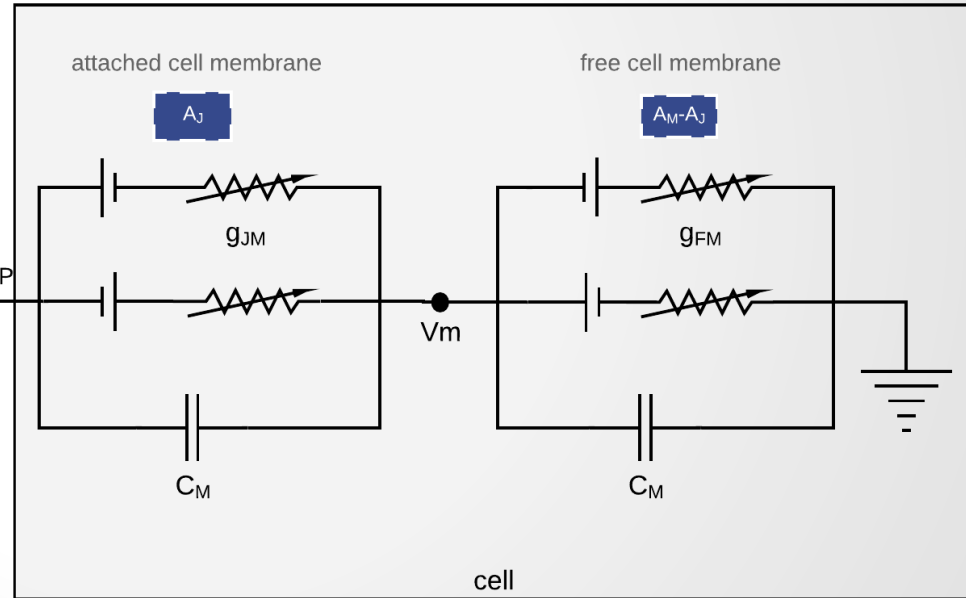 attached cell membrane
free cell membrane
AJ
AM-AJ
gJM
gFM
P
Vm
CM
CM
cell